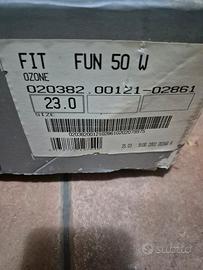 FIT FUN 50 W
OZONE
020382.00121-02861
23.0
SIZE
subito